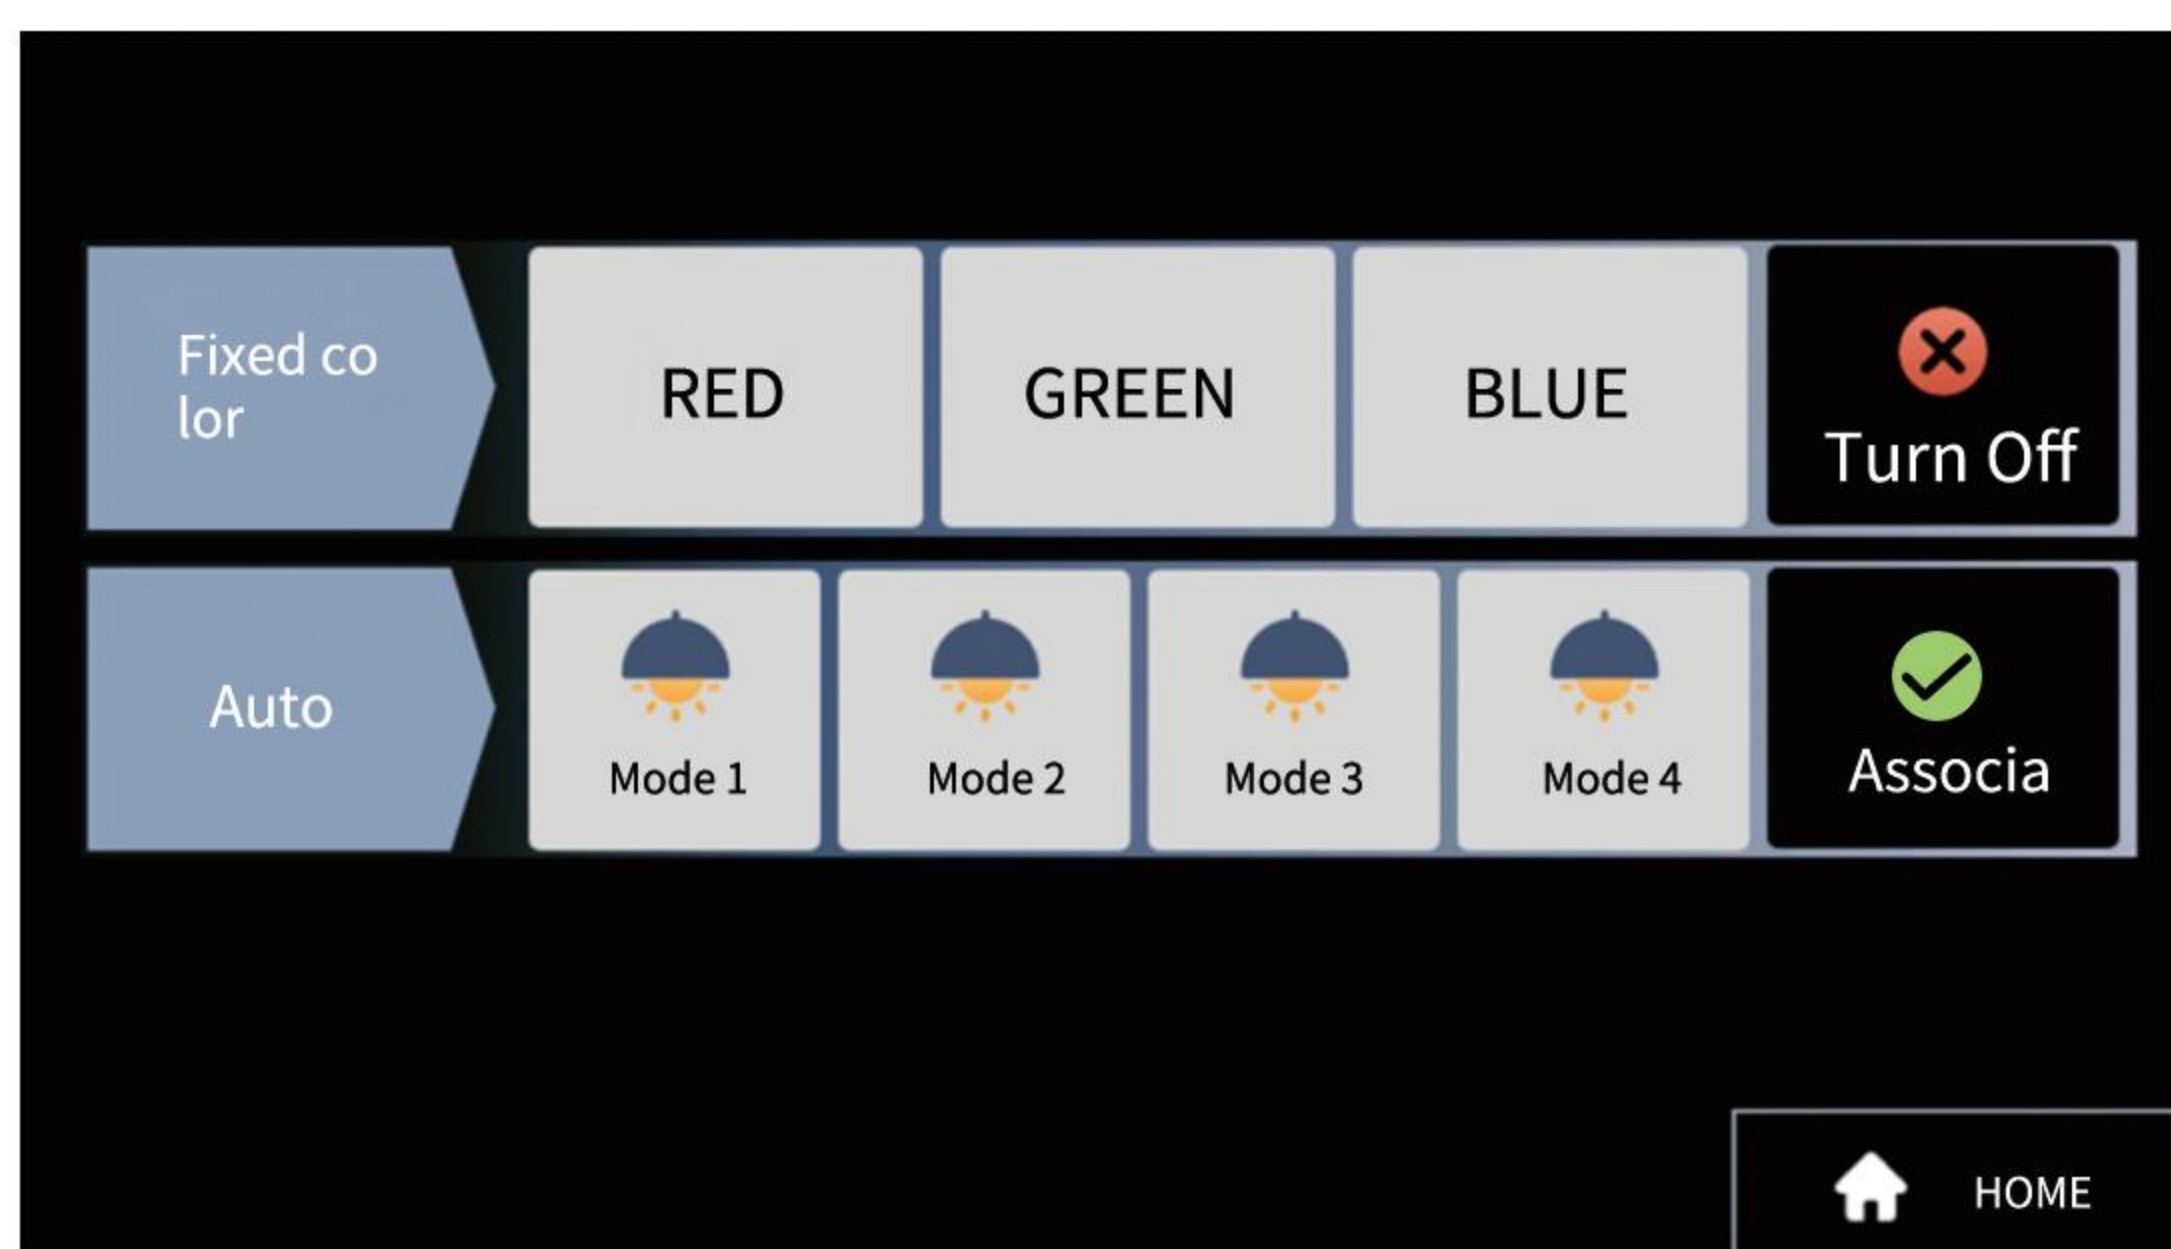 Fixed co
lor
RED
GREEN
BLUE
Turn Off
Auto
Mode 1
Mode 2
Mode 3
Mode 4
Associa
HOME